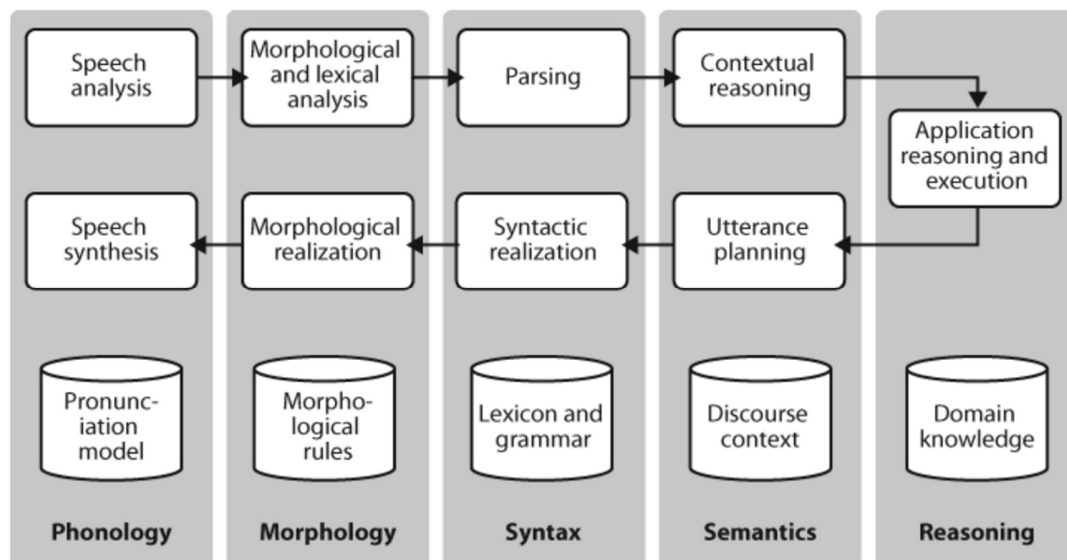 Speech
analysis
Morphological
and lexical
analysis
Parsing
Contextual
reasoning
Application
reasoning and
execution
Speech
synthesis
Morphological
realization
Syntactic
realization
Utterance
planning
Pronunc-
iation
model
Morpho-
logical
rules
Lexicon and
grammar
Discourse
context
Domain
knowledge
Phonology
Morphology
Syntax
Semantics
Reasoning